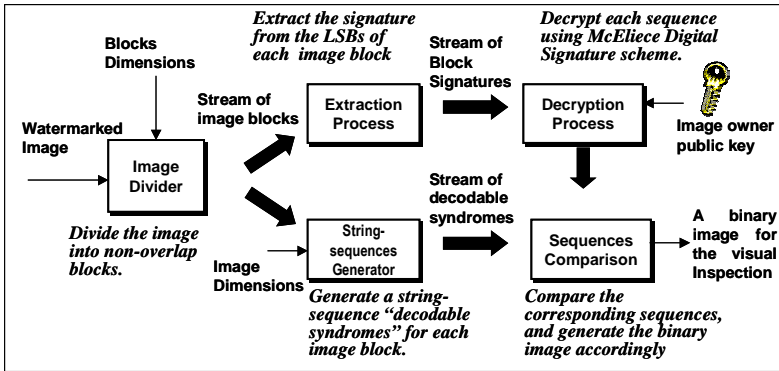 Extract the signature
from the LSBs of
each image block
Decrypt each sequence
using McEliece Digital
Signature scheme.
Blocks
Dimensions
Stream of
Block
Signatures
Stream of
image blocks
Extraction
Process
Decryption
Process
Image owner
public key
Watermarked
Image
Image
Divider
Divide the image
into non-overlap
blocks.
Stream of
decodable
syndromes
String-
sequences
Generator
Image
Dimensions
Generate a string-
sequence “decodable
syndromes” for each
image block.
Sequences
Comparison
A binary
image for
the visual
Inspection
Compare the
corresponding sequences,
and generate the binary
image accordingly